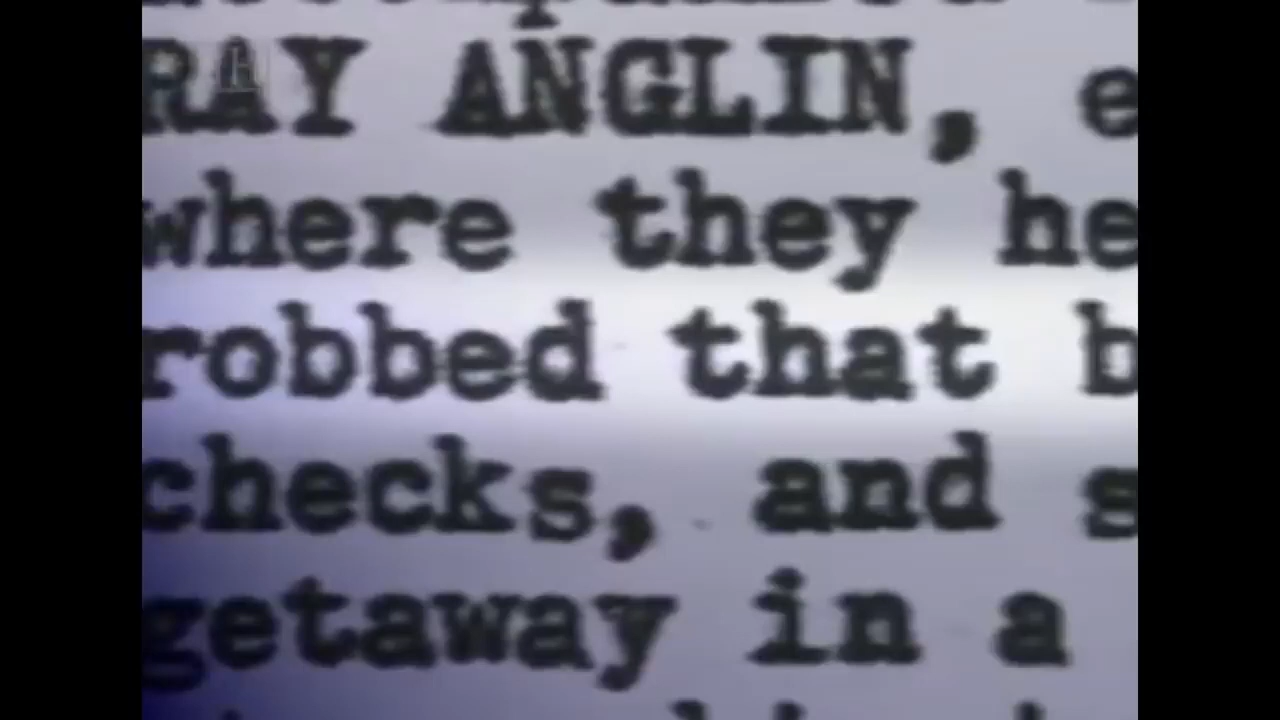 RAY ANGLIN, e
where they he
robbed that b
checks, and s
getaway in a